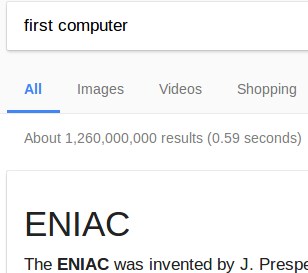 first computer
All Images Videos Shopping
About 1,260,000,000 results (0.59 seconds)
ENIAC
The ENIAC was invented by J. Prespe